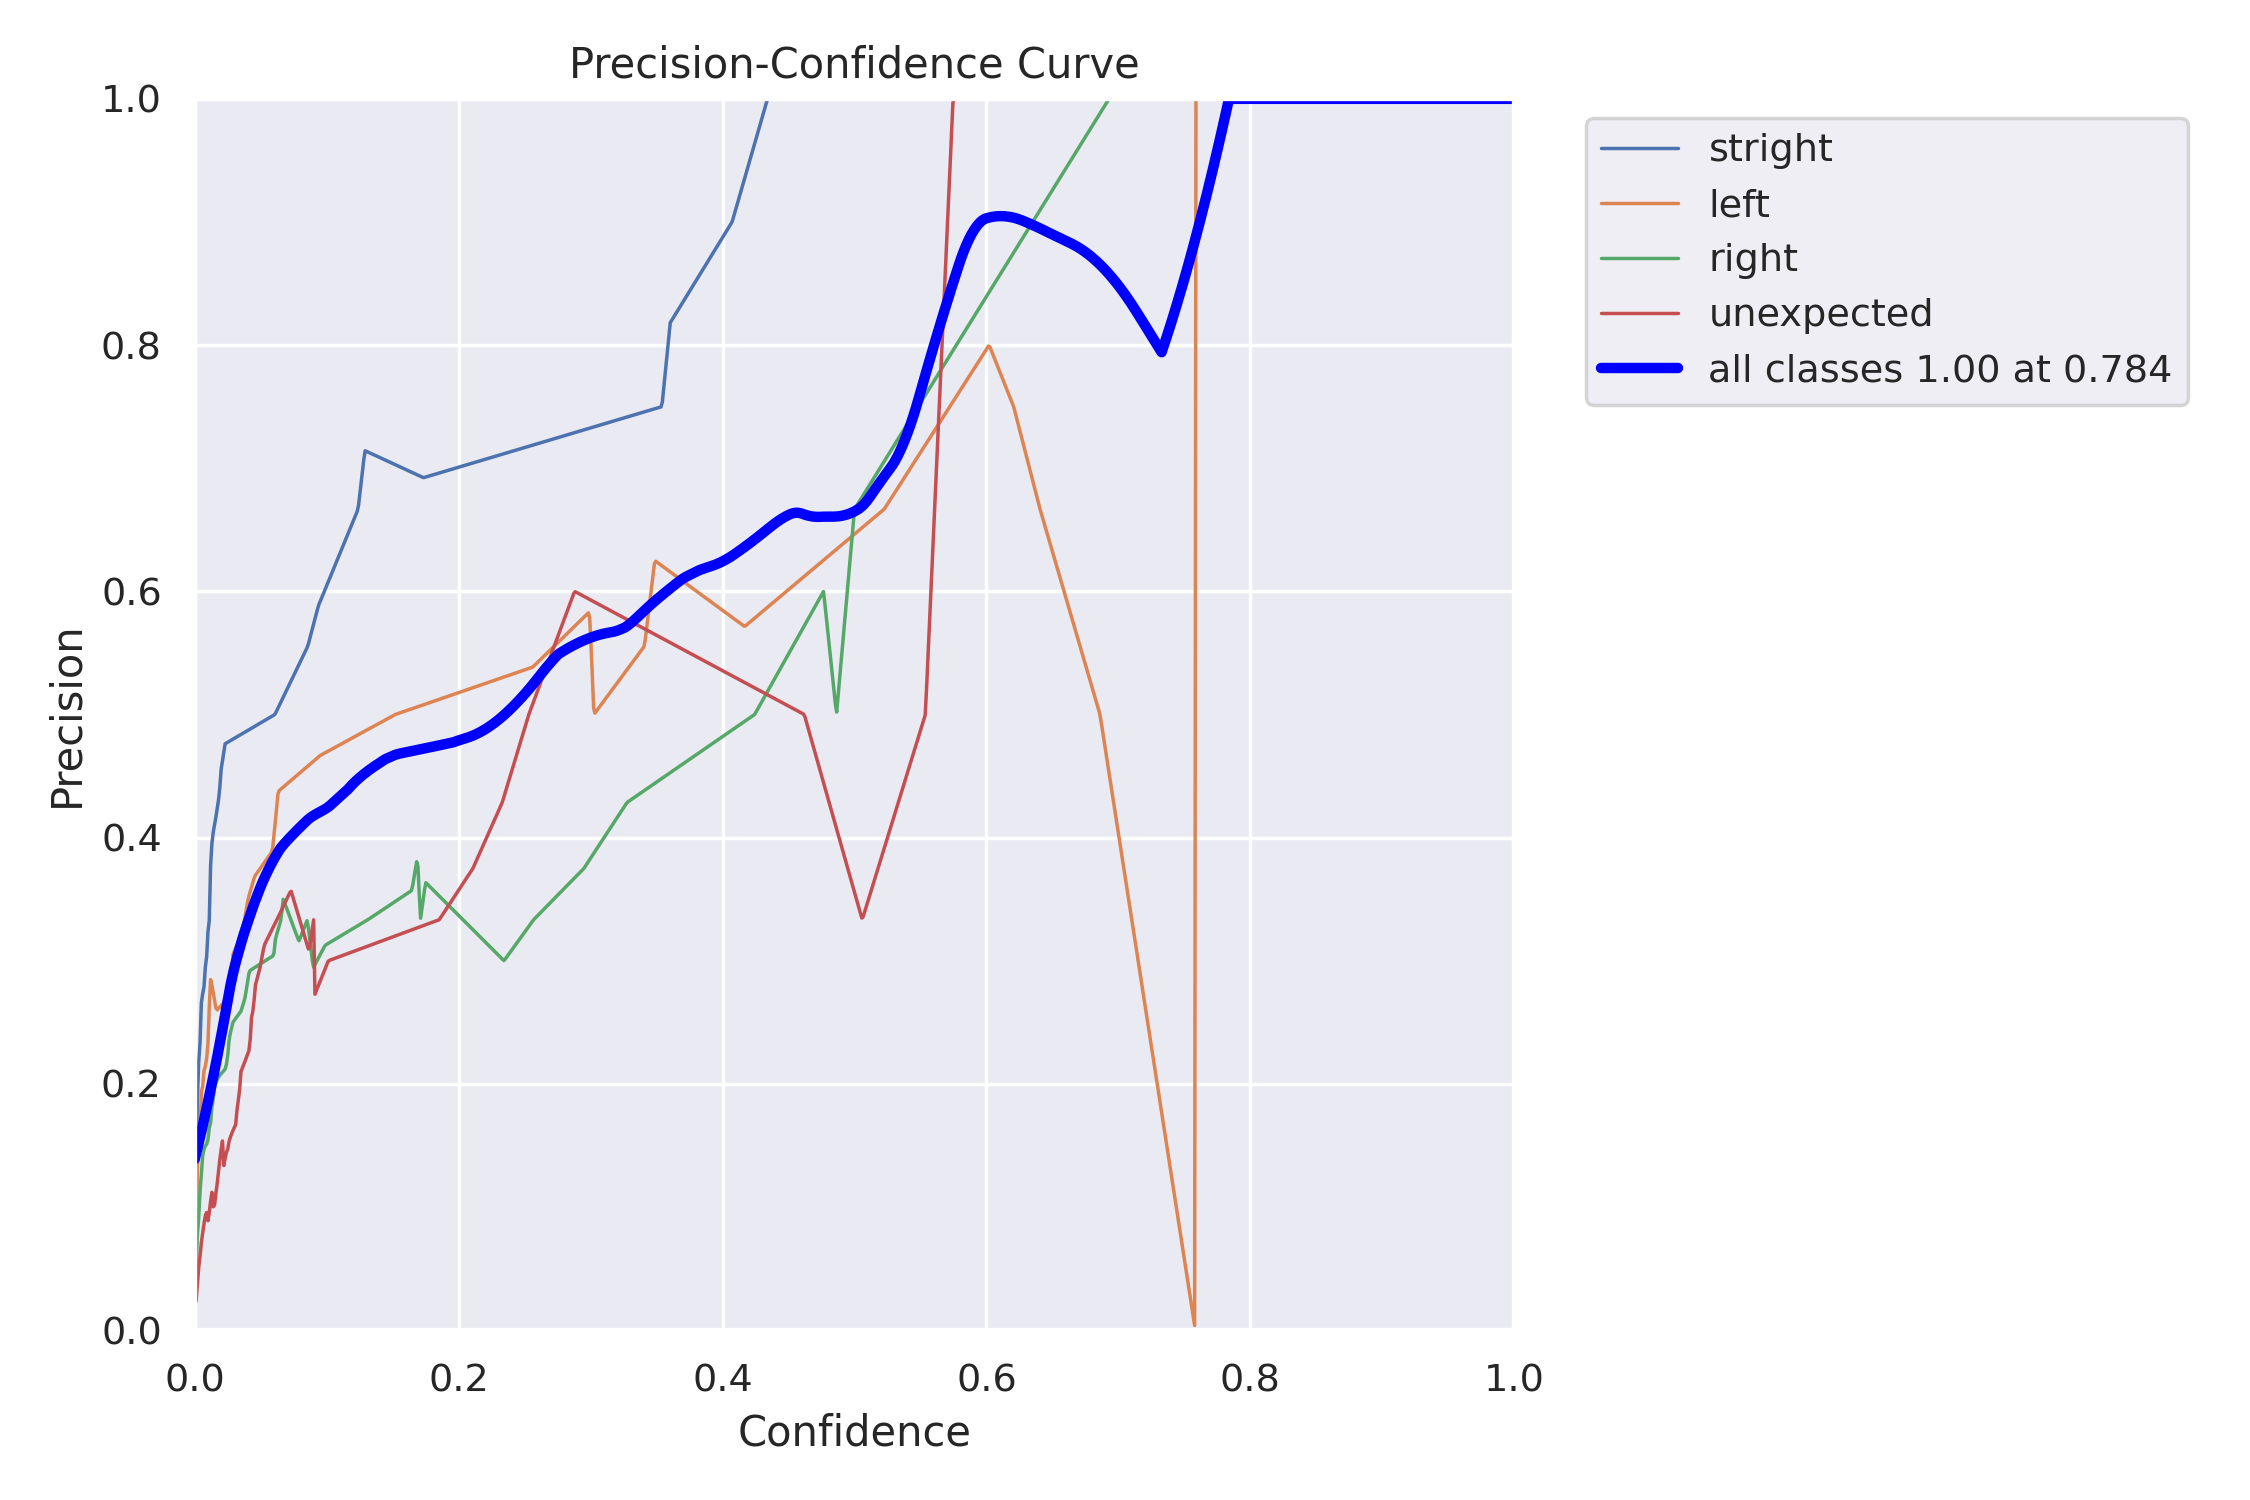 Precision-Confidence Curve
1.0
0.8
0.6
0.4
0.2
0.0
Precision
0.0 0.2 0.4 0.6 0.8 1.0
Confidence
stright
left
right
unexpected
all classes 1.00 at 0.784